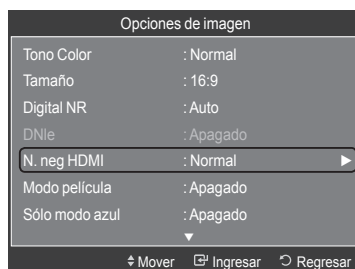 Opciones de imagen
Tono Color : Normal
Tamaño : 16:9
Digital NR : Auto
DNIe : Apagado
N. neg HDMI : Normal
Modo película : Apagado
Sólo modo azul : Apagado
Mover Ingresar Regresar